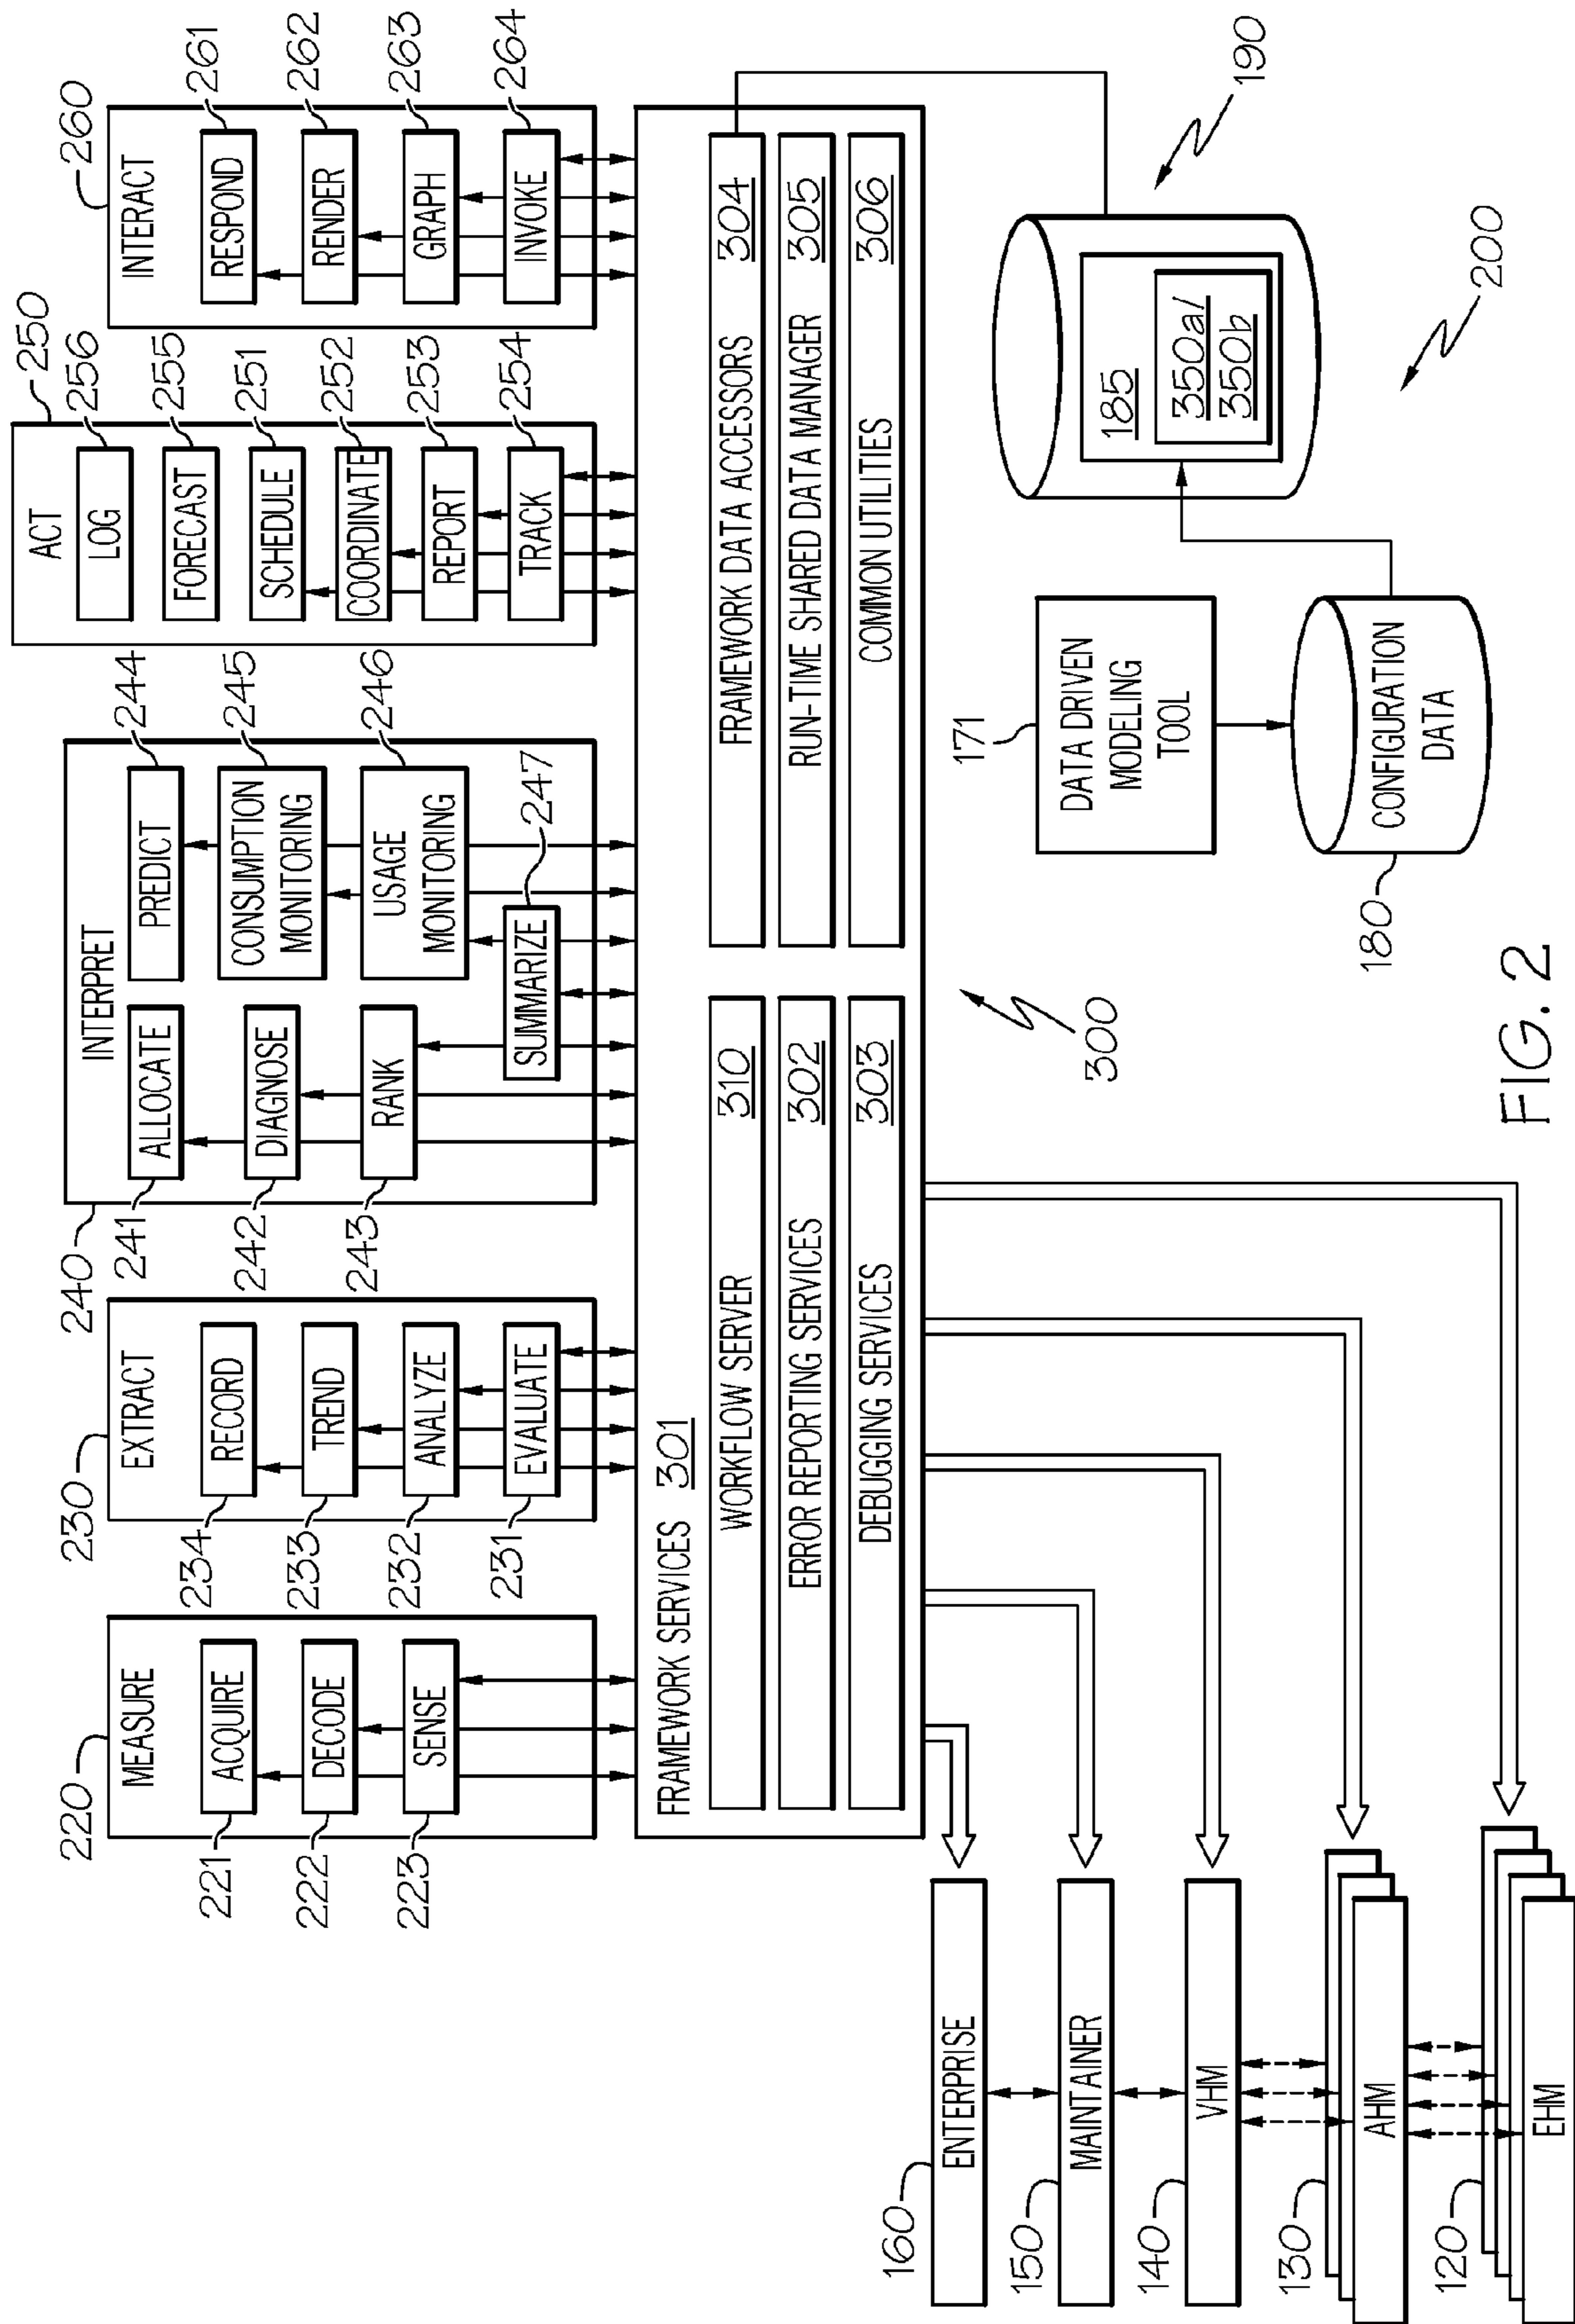 220
MEASURE
221
ACQUIRE
222
DECODE
223
SENSE
230
EXTRACT
234
RECORD
233
TREND
232
ANALYZE
231
EVALUATE
240
INTERPRET
241
ALLOCATE
242
DIAGNOSE
243
RANK
244
PREDICT
245
CONSUMPTION
MONITORING
246
USAGE
MONITORING
247
SUMMARIZE
250
ACT
256
LOG
255
FORECAST
251
SCHEDULE
252
COORDINATE
253
REPORT
254
TRACK
260
INTERACT
261
RESPOND
262
RENDER
263
GRAPH
264
INVOKE
FRAMEWORK SERVICES 301
WORKFLOW SERVER 310
ERROR REPORTING SERVICES 302
DEBUGGING SERVICES 303
FRAMEWORK DATA ACCESSORS 304
RUN-TIME SHARED DATA MANAGER 305
COMMON UTILITIES 306
300
160
ENTERPRISE
150
MAINTAINER
140
VHM
130
AHM
120
EHM
171
DATA DRIVEN
MODELING
TOOL
180
CONFIGURATION
DATA
185
350a/
350b
190
200
FIG. 2